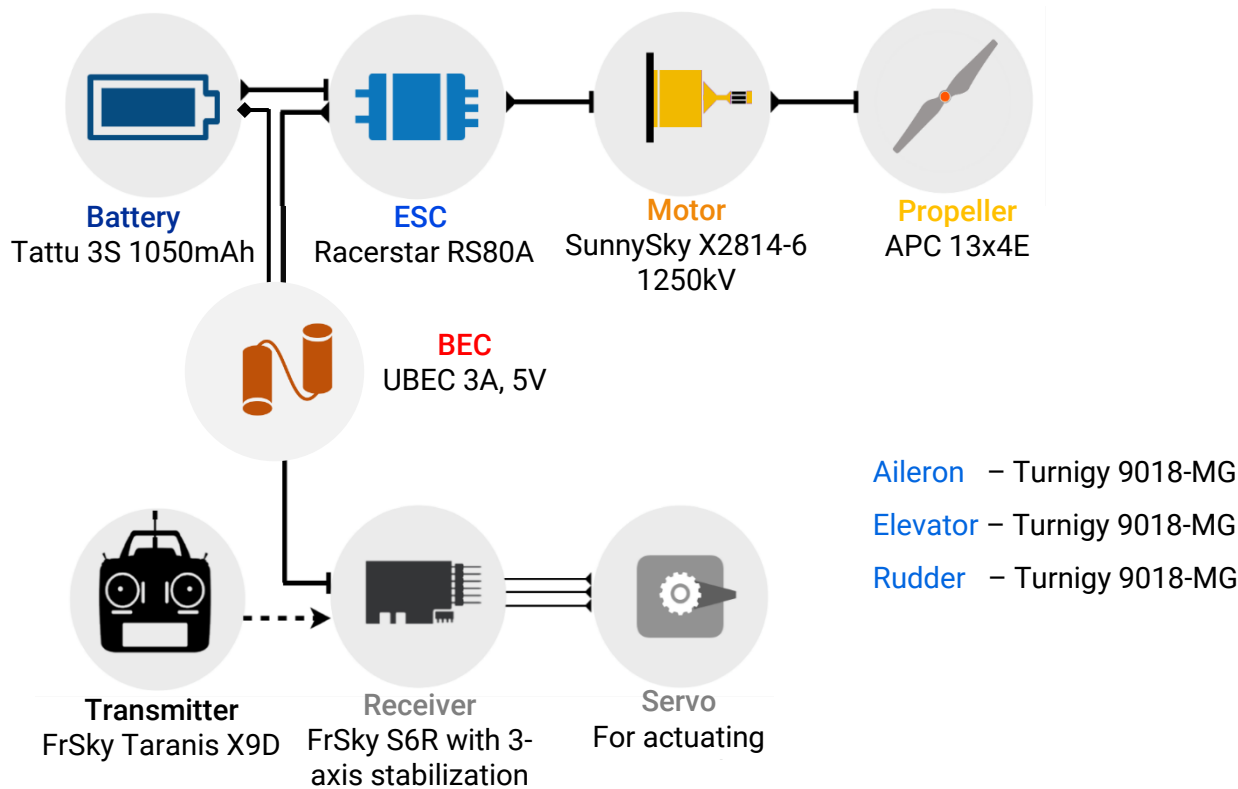 Battery
Tattu 3S 1050mAh
ESC
Racerstar RS80A
Motor
SunnySky X2814-6
1250kV
Propeller
APC 13x4E
BEC
UBEC 3A, 5V
Aileron – Turnigy 9018-MG
Elevator – Turnigy 9018-MG
Rudder – Turnigy 9018-MG
Transmitter
FrSky Taranis X9D
Receiver
FrSky S6R with 3-
axis stabilization
Servo
For actuating